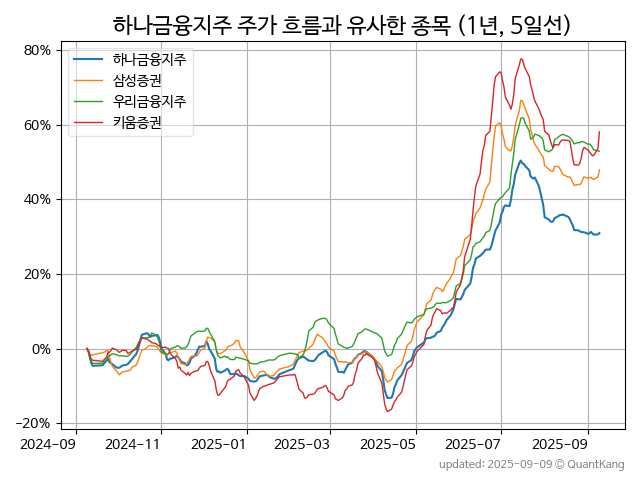 하나금융지주 주가 흐름과 유사한 종목 (1년, 5일선)
하나금융지주
삼성증권
우리금융지주
키움증권
80%
60%
40%
20%
0%
−20%
2024-09 2024-11 2025-01 2025-03 2025-05 2025-07 2025-09
updated: 2025-09-09 © QuantKang